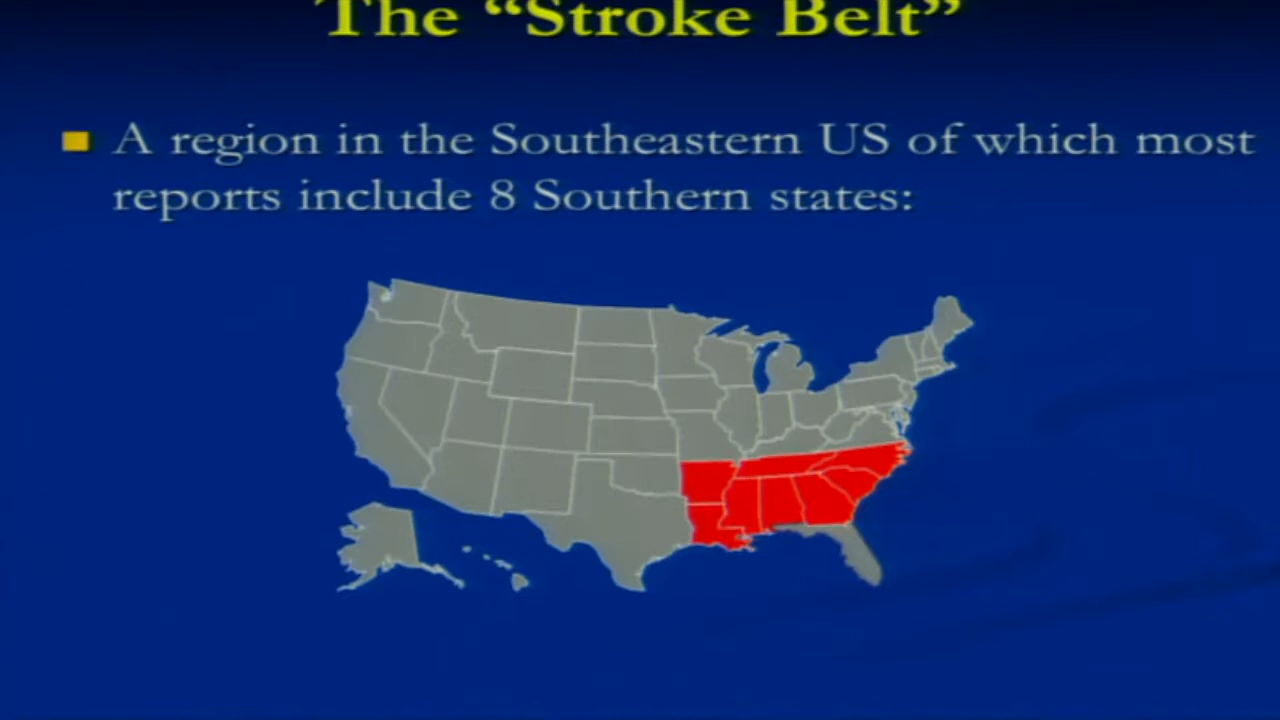 The “Stroke Belt”
A region in the Southeastern US of which most
reports include 8 Southern states: